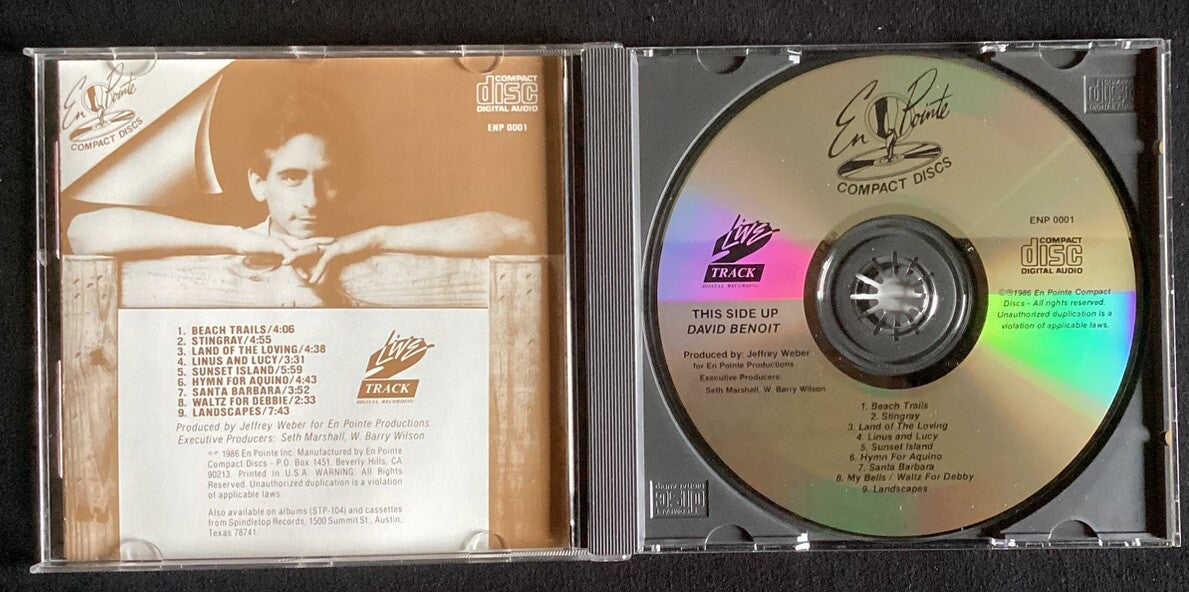 En Pointe
COMPACT DISCS
COMPACT
disc
DIGITAL AUDIO
ENP 0001
1. BEACH TRAILS/4:06
2. STINGRAY/4:55
3. LAND OF THE LOVING/4:38
4. LINUS AND LUCY/3:31
5. SUNSET ISLAND/5:59
6. HYMN FOR AQUINO/4:43
7. SANTA BARBARA/3:52
8. WALTZ FOR DEBBIE/2:33
9. LANDSCAPES/7:43
LIVE
TRACK
DIGITAL RECORDING
Produced by Jeffrey Weber for En Pointe Productions
Executive Producers: Seth Marshall, W. Barry Wilson
©℗ 1986 En Pointe Inc. Manufactured by En Pointe
Compact Discs - P.O. Box 1451, Beverly Hills, CA
90213. Printed in U.S.A. WARNING: All Rights
Reserved. Unauthorized duplication is a violation
of applicable laws.
Also available on albums (STP-104) and cassettes
from Spindletop Records, 1500 Summit St., Austin,
Texas 78741.
En Pointe
COMPACT DISCS
ENP 0001
COMPACT
disc
DIGITAL AUDIO
LIVE
TRACK
DIGITAL RECORDING
©℗1986 En Pointe Compact
Discs - All rights reserved.
Unauthorized duplication is a
violation of applicable laws.
THIS SIDE UP
DAVID BENOIT
Produced by: Jeffrey Weber
for En Pointe Productions
Executive Producers:
Seth Marshall, W. Barry Wilson
1. Beach Trails
2. Stingray
3. Land of The Loving
4. Linus and Lucy
5. Sunset Island
6. Hymn For Aquino
7. Santa Barbara
8. My Bells / Waltz For Debby
9. Landscapes
COMPACT
disc
DIGITAL AUDIO
COMPACT
disc
DIGITAL AUDIO